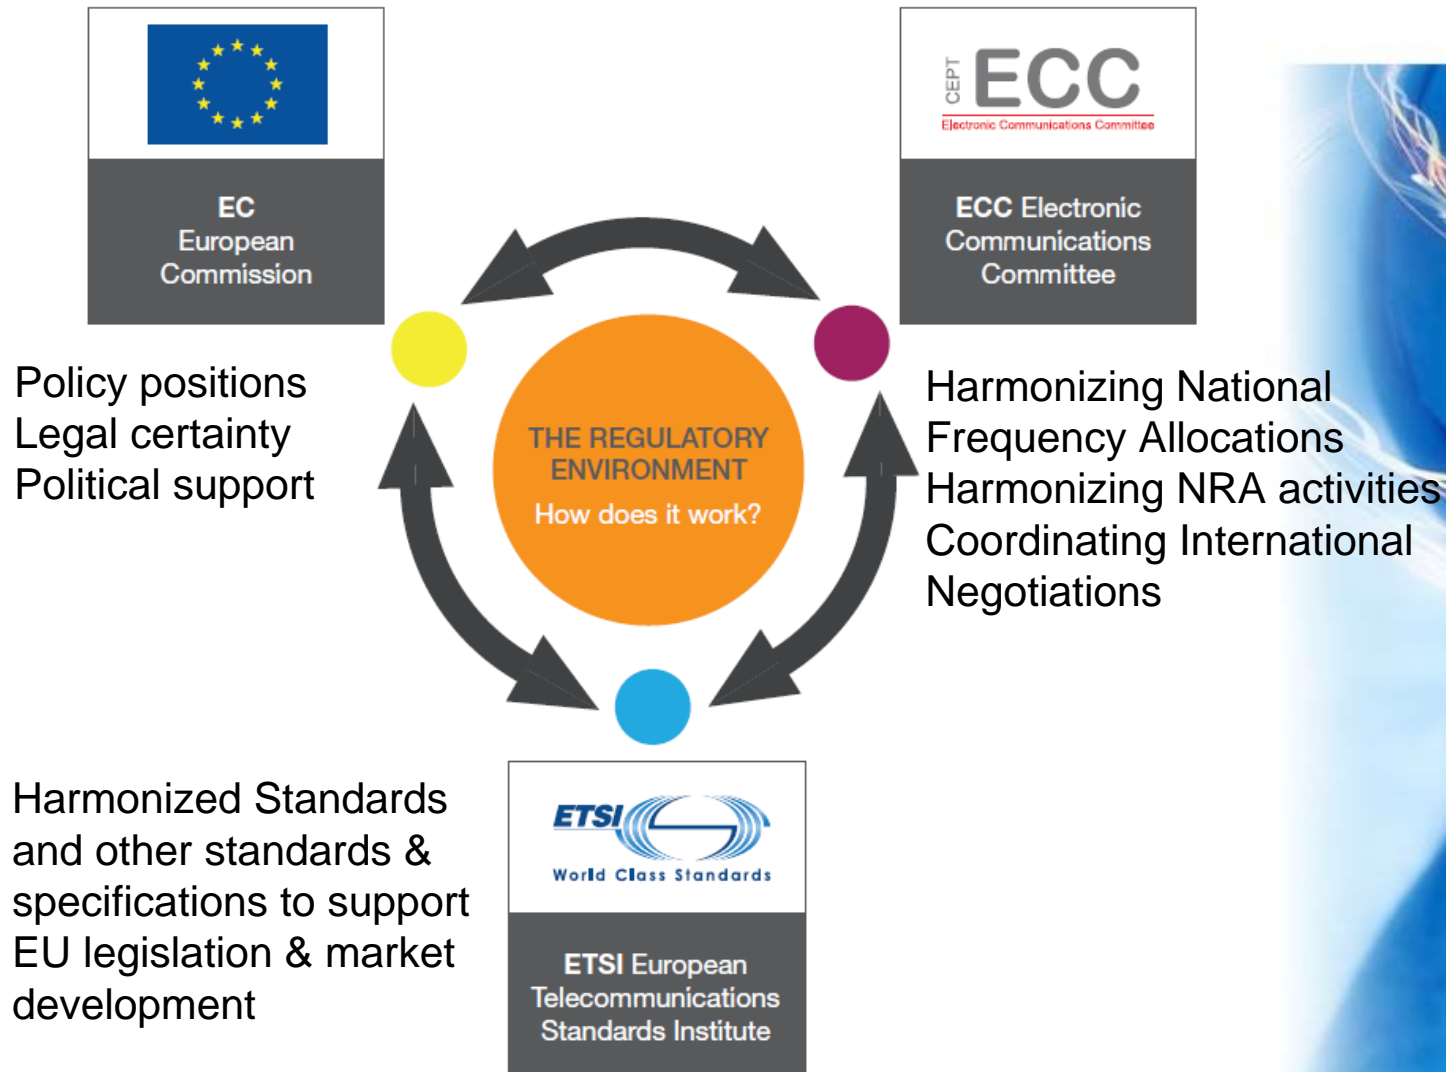 EC
European
Commission
CEPT
ECC
Electronic Communications Committee
ECC Electronic
Communications
Committee
Policy positions
Legal certainty
Political support
THE REGULATORY
ENVIRONMENT
How does it work?
Harmonizing National
Frequency Allocations
Harmonizing NRA activities
Coordinating International
Negotiations
Harmonized Standards
and other standards &
specifications to support
EU legislation & market
development
ETSI
World Class Standards
ETSI European
Telecommunications
Standards Institute